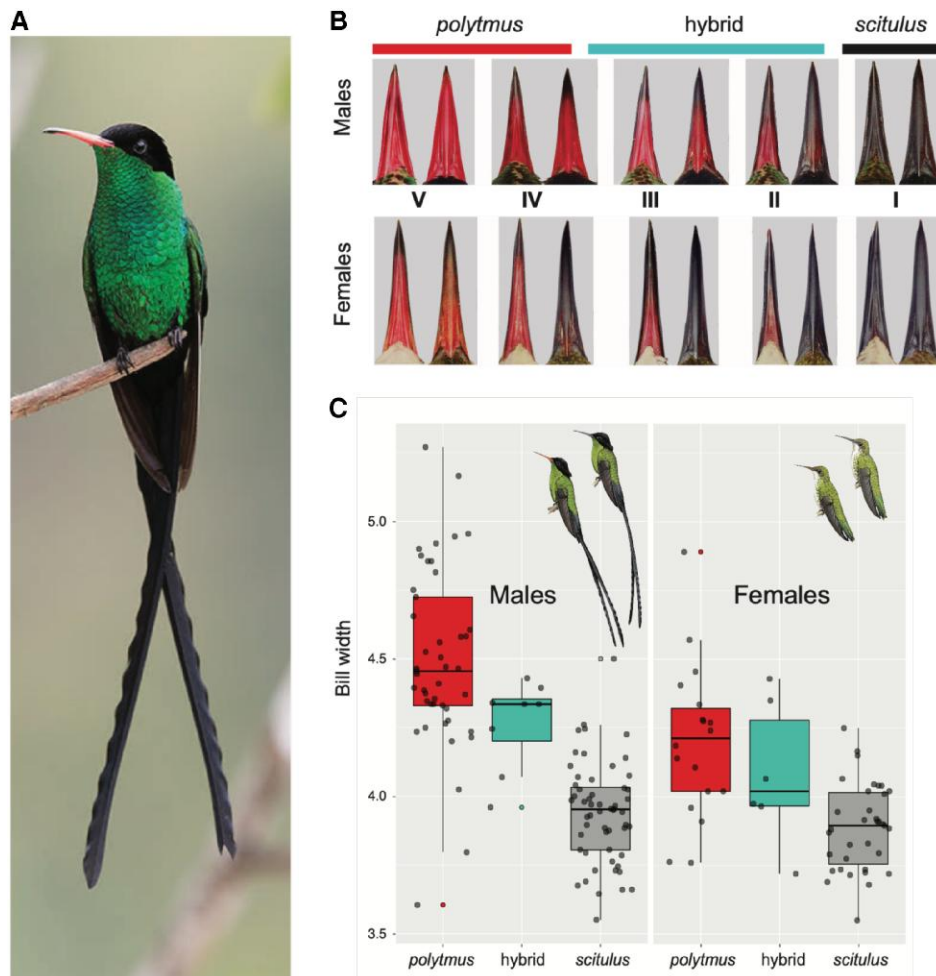 A
B
polytmus hybrid scitulus
Males
V IV III II I
Females
C
Bill width
5.0
4.5
4.0
3.5
Males
Females
polytmus hybrid scitulus
polytmus hybrid scitulus